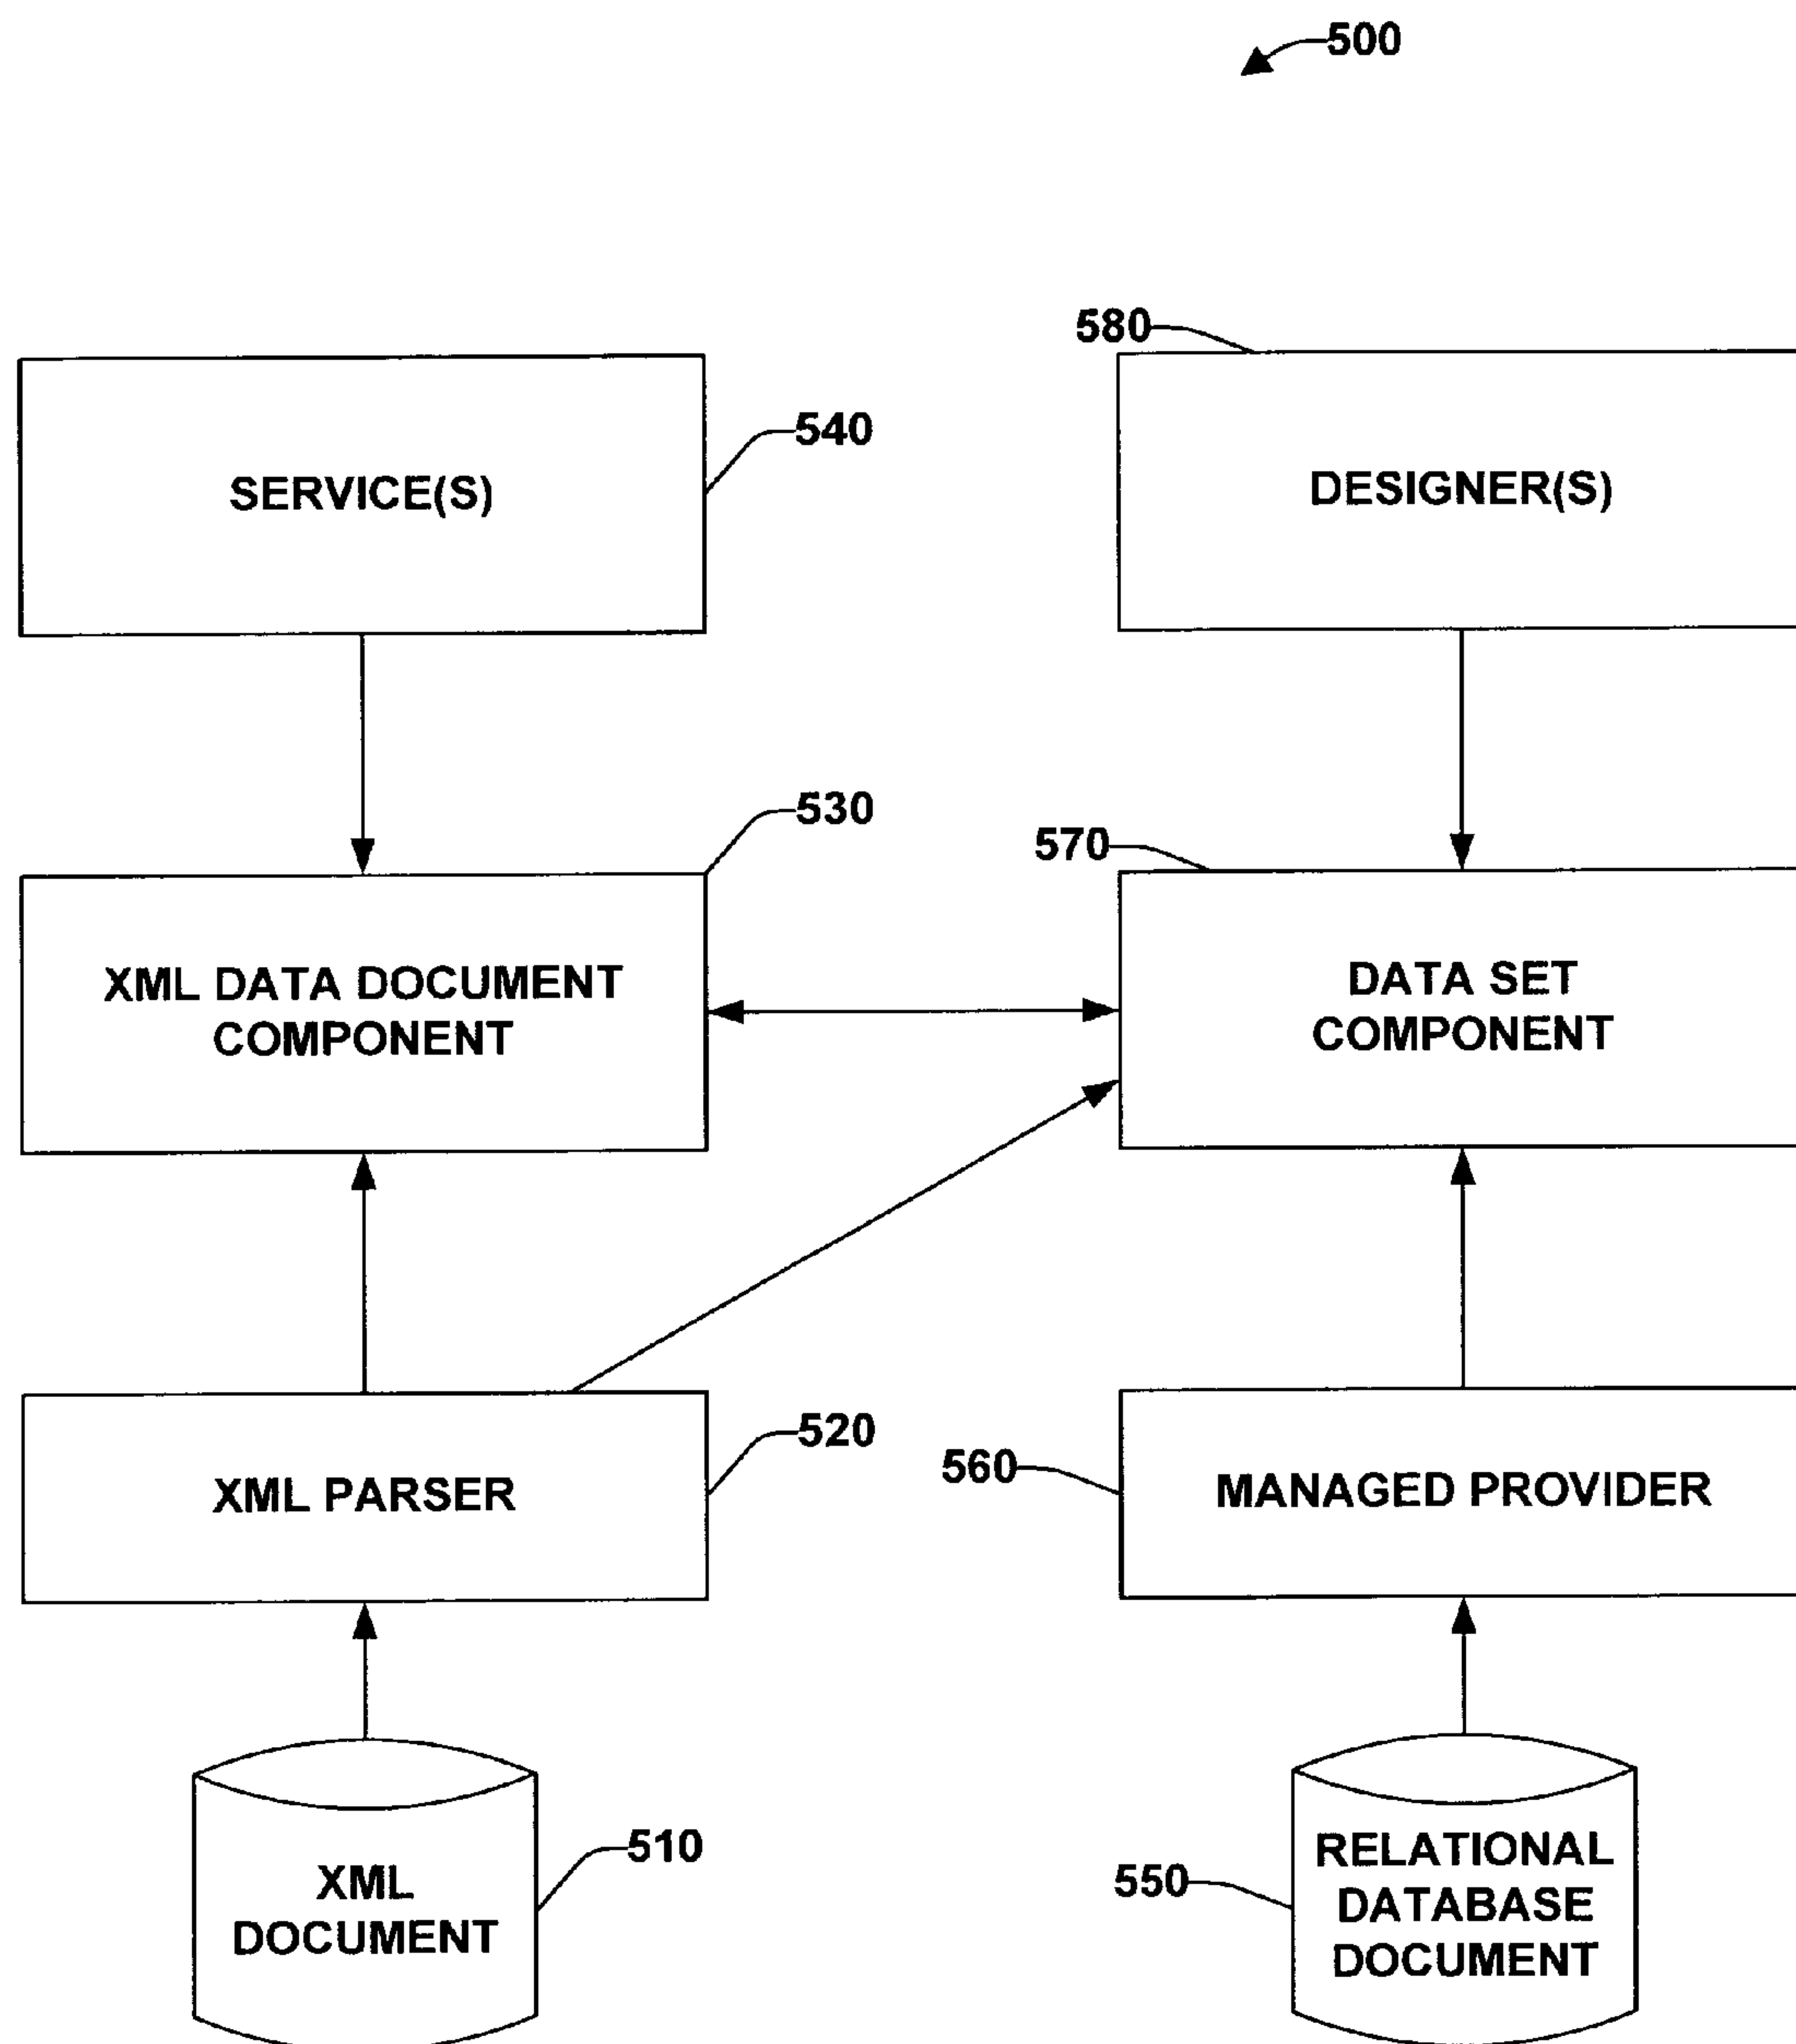 500
580
540
SERVICE(S)
DESIGNER(S)
530
570
XML DATA DOCUMENT
COMPONENT
DATA SET
COMPONENT
520
560
XML PARSER
MANAGED PROVIDER
510
XML
DOCUMENT
550
RELATIONAL
DATABASE
DOCUMENT